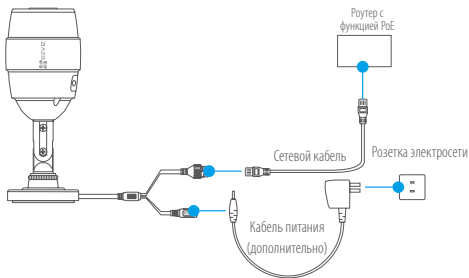 Роутер с
функцией PoE
EZVIZ
Сетевой кабель
Розетка электросети
Кабель питания
(дополнительно)